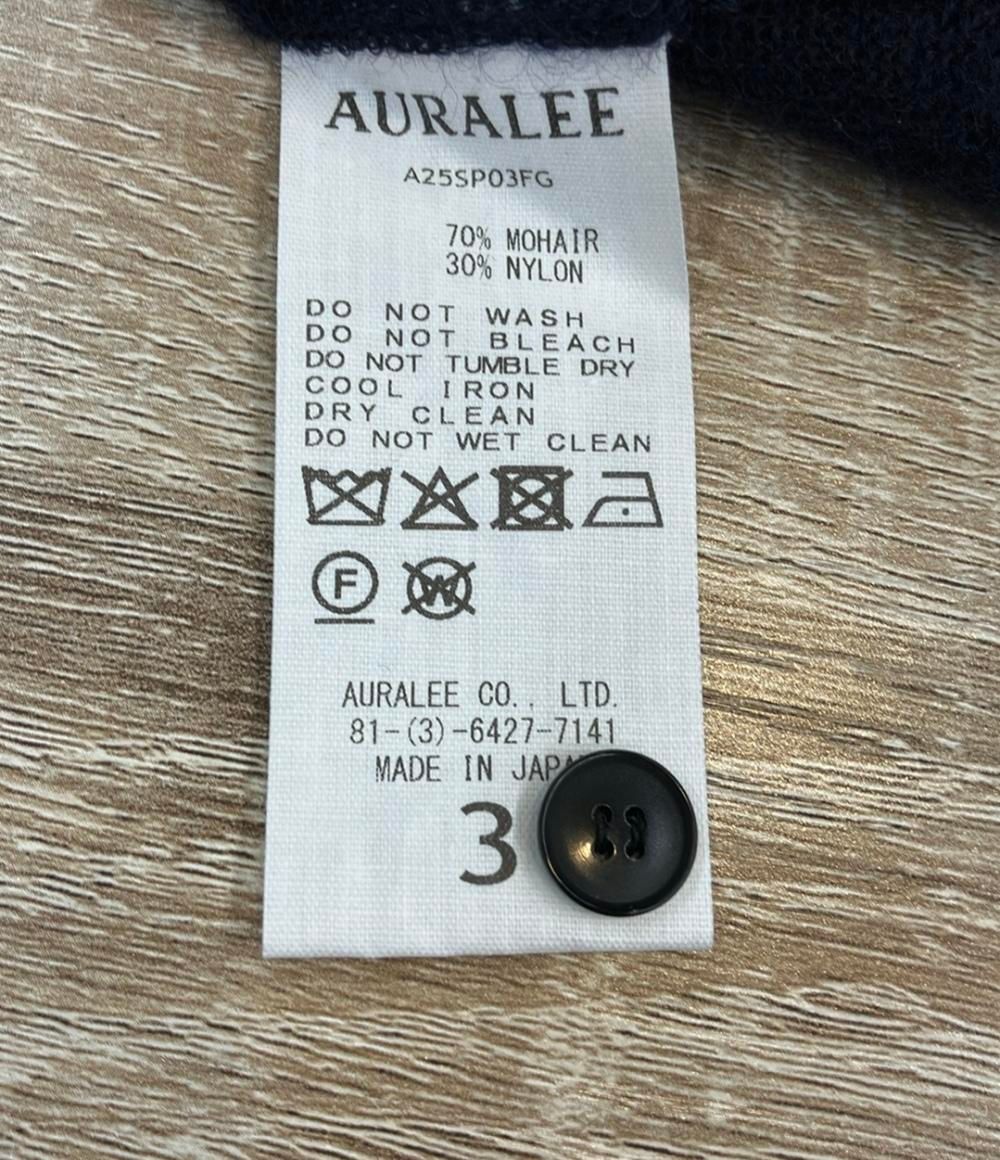 AURALEE
A25SP03FG
70% MOHAIR
30% NYLON
DO NOT WASH
DO NOT BLEACH
DO NOT TUMBLE DRY
COOL IRON
DRY CLEAN
DO NOT WET CLEAN
F
W
AURALEE CO., LTD.
81-(3)-6427-7141
MADE IN JAPA
3